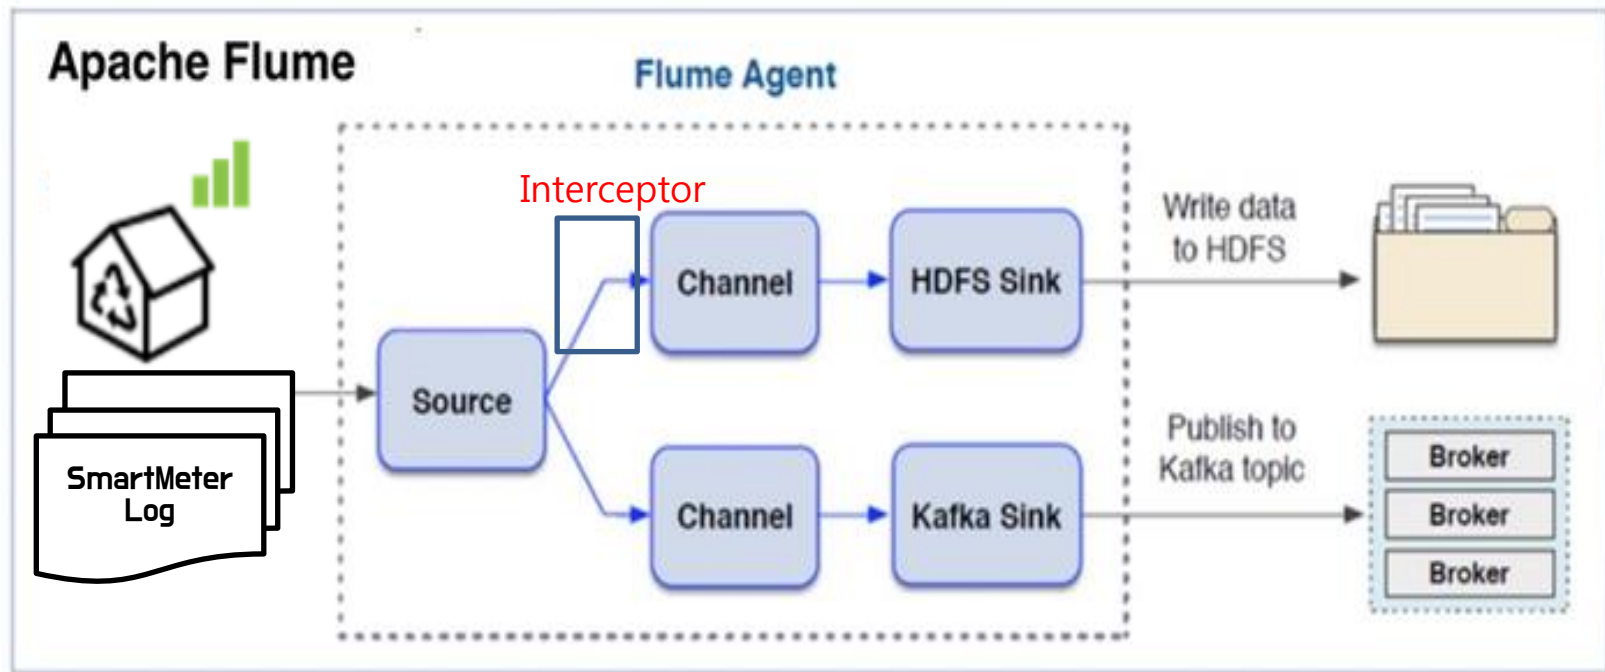 Apache Flume
Flume Agent
Interceptor
Write data
to HDFS
Channel
HDFS Sink
Source
SmartMeter
Log
Channel
Kafka Sink
Publish to
Kafka topic
Broker
Broker
Broker